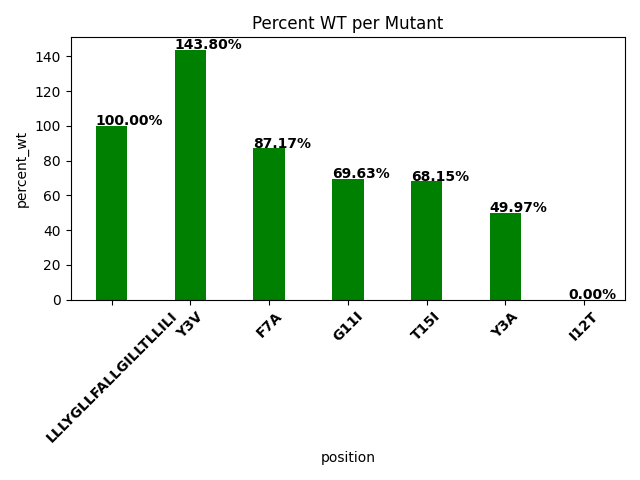 Percent WT per Mutant
143.80%
100.00%
87.17%
69.63%
68.15%
49.97%
0.00%
140
120
100
80
60
40
20
0
percent_wt
LLLYGLLFALLGILLTLLILI
Y3V
F7A
G11I
T15I
Y3A
I12T
position